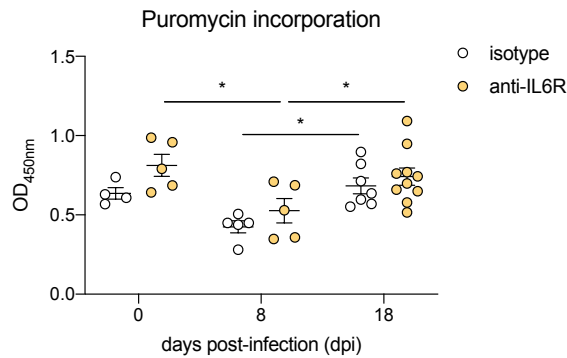 Puromycin incorporation
isotype
anti-IL6R
1.5
1.0
0.5
0.0
OD450nm
* *
*
0 8 18
days post-infection (dpi)